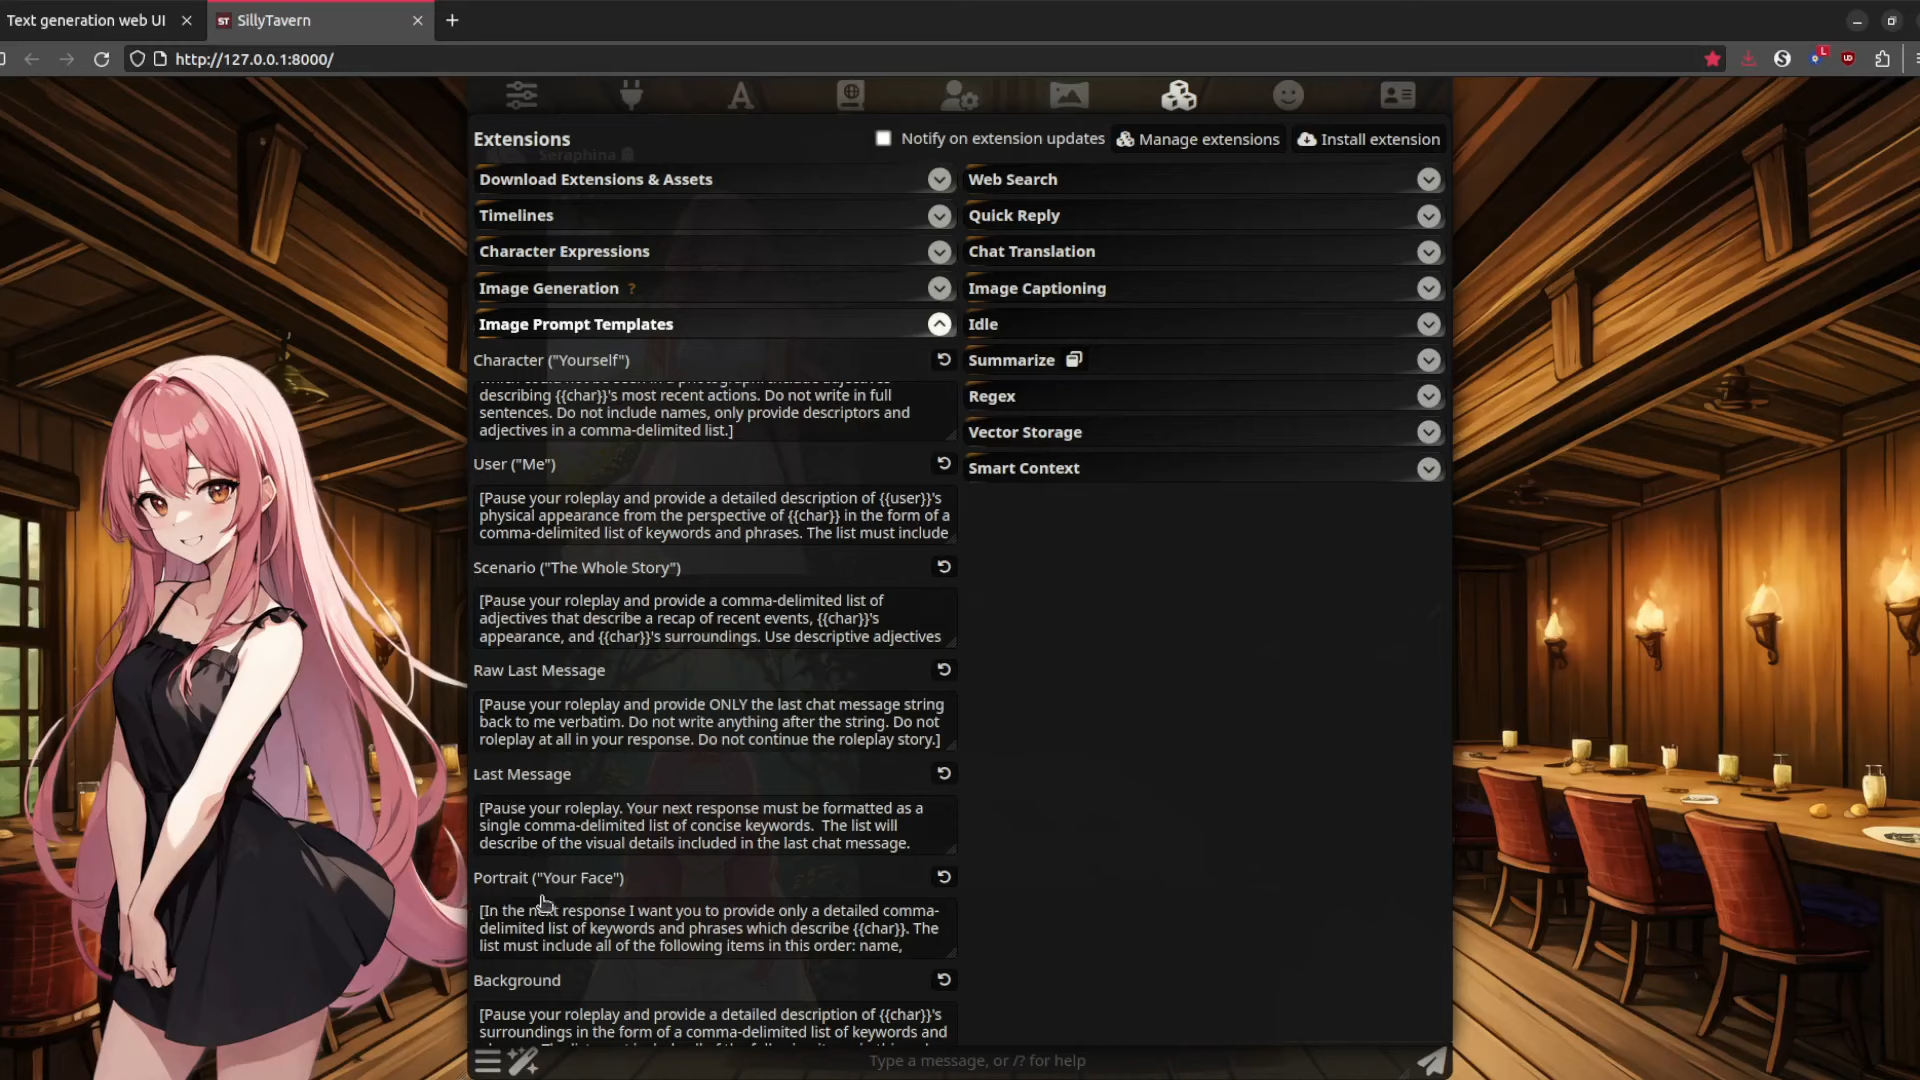 Text generation web UI
ST SillyTavern
http://127.0.0.1:8000/
Extensions
Notify on extension updates
Manage extensions
Install extension
Seraphina
Download Extensions & Assets
Web Search
Timelines
Quick Reply
Character Expressions
Chat Translation
Image Generation ?
Image Captioning
Image Prompt Templates
Idle
Character ("Yourself")
Summarize
describing {{char}}'s most recent actions. Do not write in full
sentences. Do not include names, only provide descriptors and
adjectives in a comma-delimited list.]
Regex
Vector Storage
User ("Me")
Smart Context
[Pause your roleplay and provide a detailed description of {{user}}'s
physical appearance from the perspective of {{char}} in the form of a
comma-delimited list of keywords and phrases. The list must include
Scenario ("The Whole Story")
[Pause your roleplay and provide a comma-delimited list of
adjectives that describe a recap of recent events, {{char}}'s
appearance, and {{char}}'s surroundings. Use descriptive adjectives
Raw Last Message
[Pause your roleplay and provide ONLY the last chat message string
back to me verbatim. Do not write anything after the string. Do not
roleplay at all in your response. Do not continue the roleplay story.]
Last Message
[Pause your roleplay. Your next response must be formatted as a
single comma-delimited list of concise keywords.  The list will
describe of the visual details included in the last chat message.
Portrait ("Your Face")
[In the next response I want you to provide only a detailed comma-
delimited list of keywords and phrases which describe {{char}}. The
list must include all of the following items in this order: name,
Background
[Pause your roleplay and provide a detailed description of {{char}}'s
surroundings in the form of a comma-delimited list of keywords and
Type a message, or /? for help